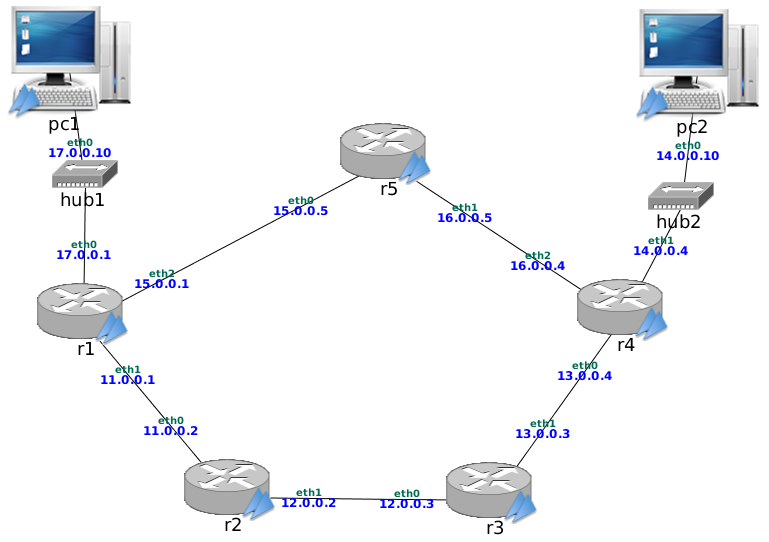 pc1
eth0
17.0.0.10
hub1
eth0
17.0.0.1
pc2
eth0
14.0.0.10
hub2
eth1
14.0.0.4
r5
eth0
15.0.0.5
eth1
16.0.0.5
eth2
15.0.0.1
eth2
16.0.0.4
r1
r4
eth1
11.0.0.1
eth0
13.0.0.4
eth0
11.0.0.2
eth1
13.0.0.3
r2
eth1
12.0.0.2
eth0
12.0.0.3
r3